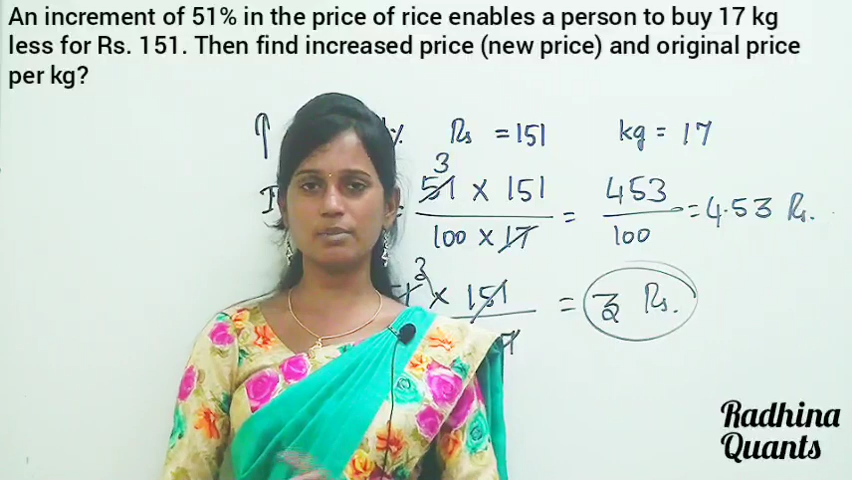 An increment of 51% in the price of rice enables a person to buy 17 kg
less for Rs. 151. Then find increased price (new price) and original price
per kg?
↑ % Rs = 151 kg = 17
I = 51 3 × 151 / 100 × 17 = 453 / 100 = 4.53 Rs.
3 × 151 = 3 Rs.
Radhina
Quants